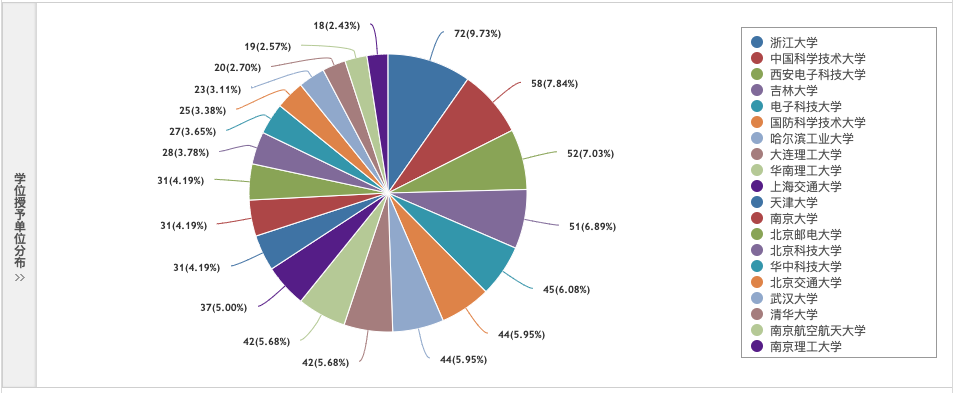 学位授予单位分布 >>
18(2.43%)
72(9.73%)
19(2.57%)
20(2.70%)
58(7.84%)
23(3.11%)
25(3.38%)
27(3.65%)
52(7.03%)
28(3.78%)
31(4.19%)
31(4.19%)
51(6.89%)
31(4.19%)
45(6.08%)
37(5.00%)
44(5.95%)
42(5.68%)
44(5.95%)
42(5.68%)
浙江大学
中国科学技术大学
西安电子科技大学
吉林大学
电子科技大学
国防科学技术大学
哈尔滨工业大学
大连理工大学
华南理工大学
上海交通大学
天津大学
南京大学
北京邮电大学
北京科技大学
华中科技大学
北京交通大学
武汉大学
清华大学
南京航空航天大学
南京理工大学